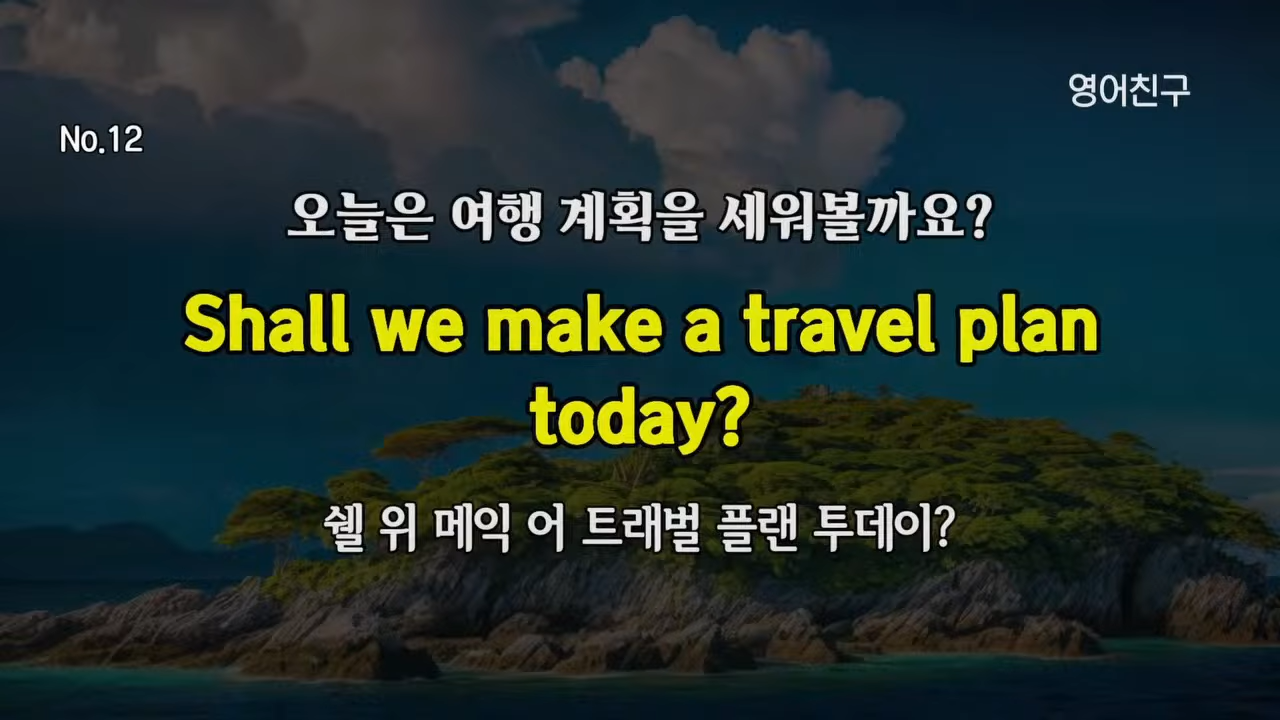 영어친구
No.12
오늘은 여행 계획을 세워볼까요?
Shall we make a travel plan
today?
쉘 위 메익 어 트래벌 플랜 투데이?